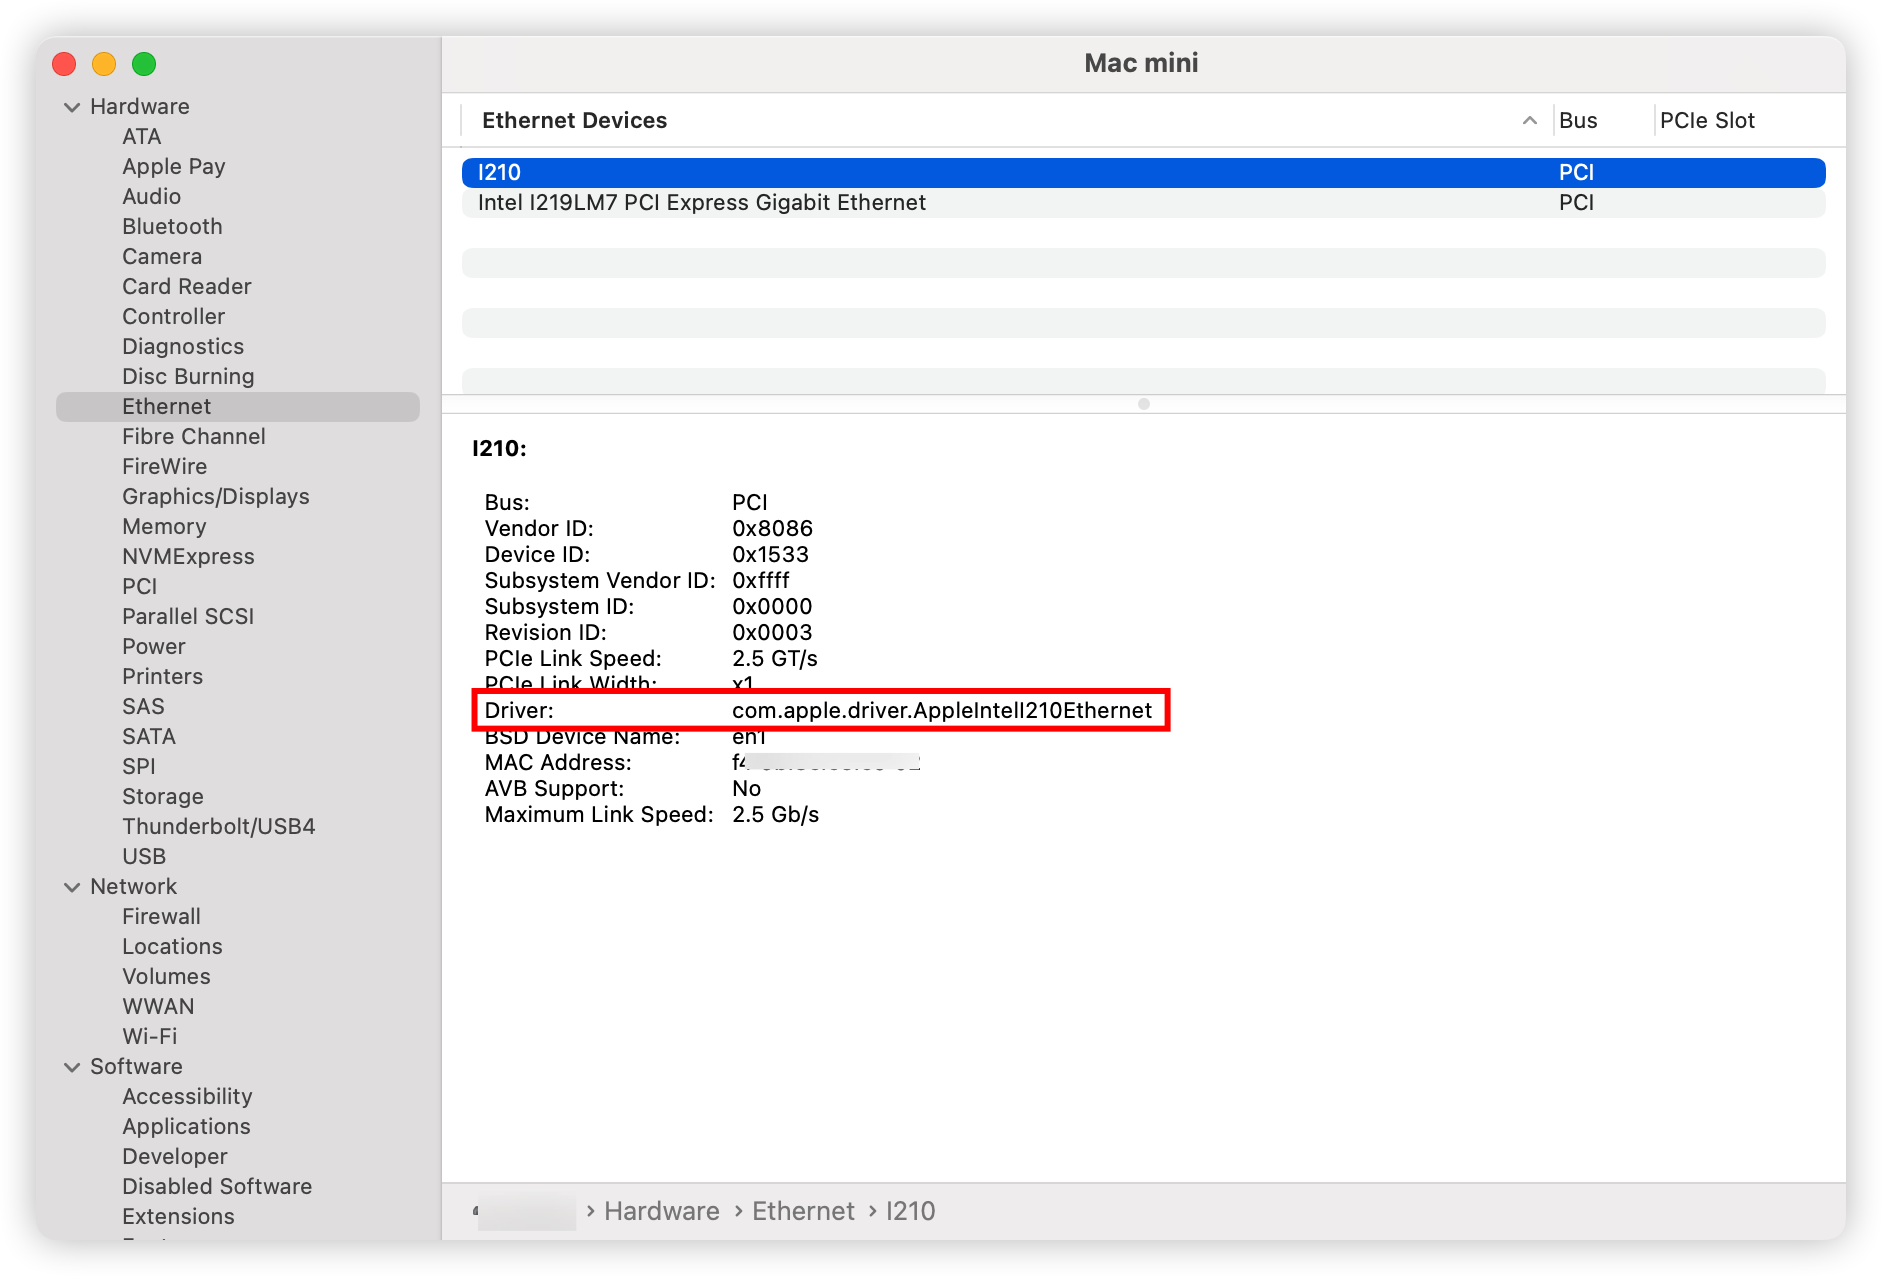 Mac mini
Hardware
ATA
Apple Pay
Audio
Bluetooth
Camera
Card Reader
Controller
Diagnostics
Disc Burning
Ethernet
Fibre Channel
FireWire
Graphics/Displays
Memory
NVMExpress
PCI
Parallel SCSI
Power
Printers
SAS
SATA
SPI
Storage
Thunderbolt/USB4
USB
Network
Firewall
Locations
Volumes
WWAN
Wi-Fi
Software
Accessibility
Applications
Developer
Disabled Software
Extensions
Ethernet Devices Bus PCIe Slot
I210 PCI
Intel I219LM7 PCI Express Gigabit Ethernet PCI
I210:
Bus: PCI
Vendor ID: 0x8086
Device ID: 0x1533
Subsystem Vendor ID: 0xffff
Subsystem ID: 0x0000
Revision ID: 0x0003
PCIe Link Speed: 2.5 GT/s
PCIe Link Width: x1
Driver: com.apple.driver.AppleIntelI210Ethernet
BSD Device Name: en1
MAC Address:
AVB Support: No
Maximum Link Speed: 2.5 Gb/s
› Hardware › Ethernet › I210